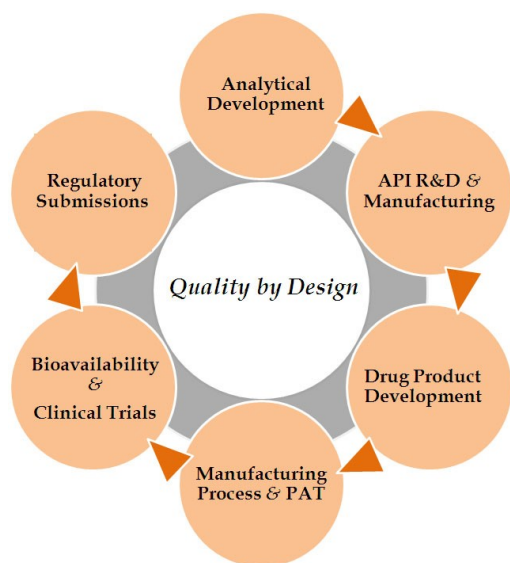 Analytical
Development
API R&D &
Manufacturing
Drug Product
Development
Manufacturing
Process & PAT
Bioavailability
&
Clinical Trials
Regulatory
Submissions
Quality by Design